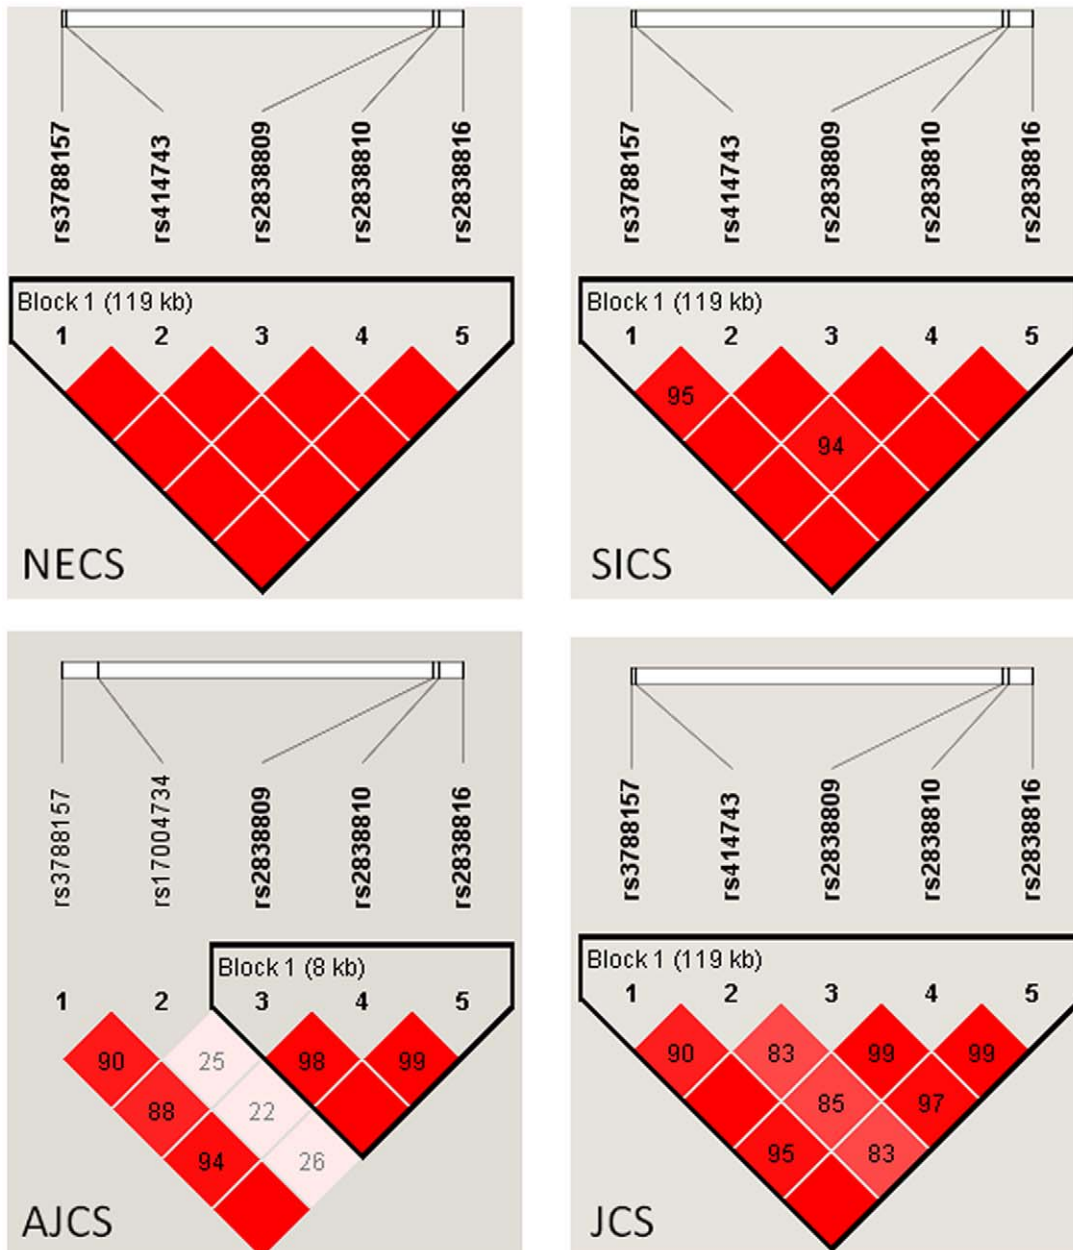 rs3788157
rs414743
rs2838809
rs2838810
rs2838816
Block 1 (119 kb)
1 2 3 4 5
NECS
rs3788157
rs414743
rs2838809
rs2838810
rs2838816
Block 1 (119 kb)
1 2 3 4 5
95
94
SICS
rs3788157
rs17004734
rs2838809
rs2838810
rs2838816
Block 1 (8 kb)
1 2 3 4 5
90 25 98 99
88 22
94 26
AJCS
rs3788157
rs414743
rs2838809
rs2838810
rs2838816
Block 1 (119 kb)
1 2 3 4 5
90 83 99 99
85 97
95 83
JCS